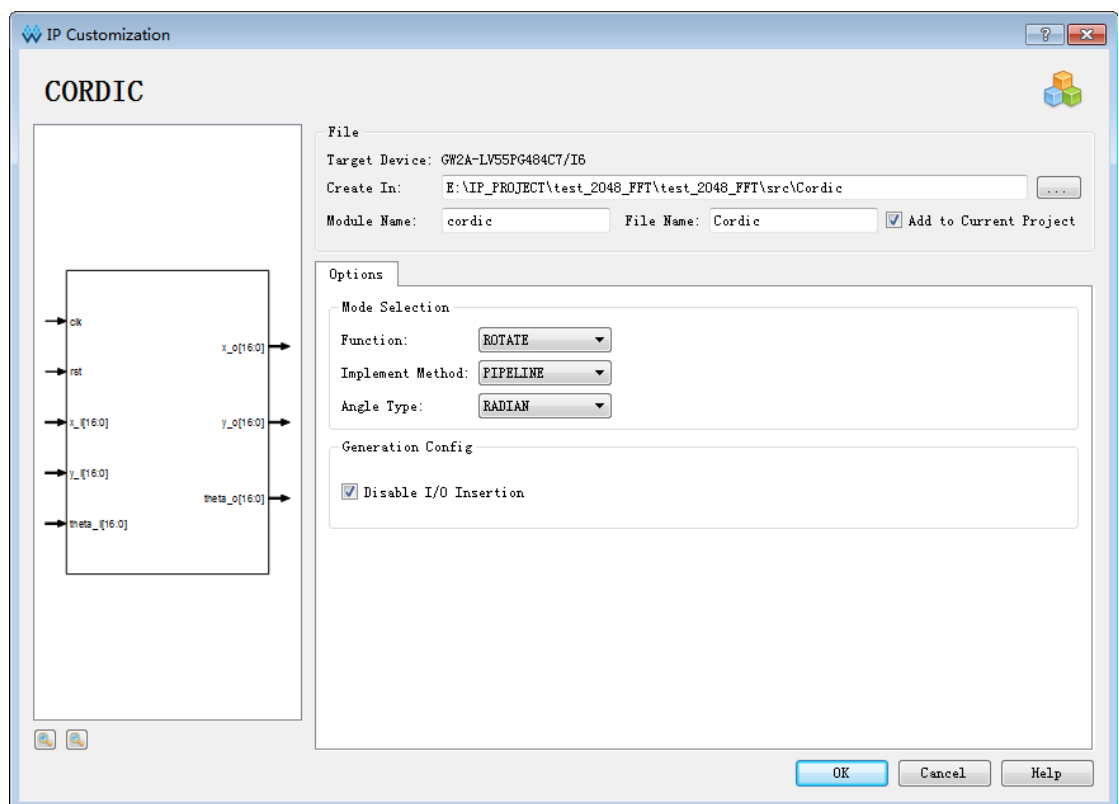 IP Customization
CORDIC
File
Target Device: GW2A-LV55PG484C7/I6
Create In: E:\IP_PROJECT\test_2048_FFT\test_2048_FFT\src\Cordic ...
Module Name: cordic File Name: Cordic Add to Current Project
Options
Mode Selection
Function: ROTATE
Implement Method: PIPELINE
Angle Type: RADIAN
Generation Config
Disable I/O Insertion
clk
rst
x_i[16:0]
y_i[16:0]
theta_i[16:0]
x_o[16:0]
y_o[16:0]
theta_o[16:0]
OK Cancel Help